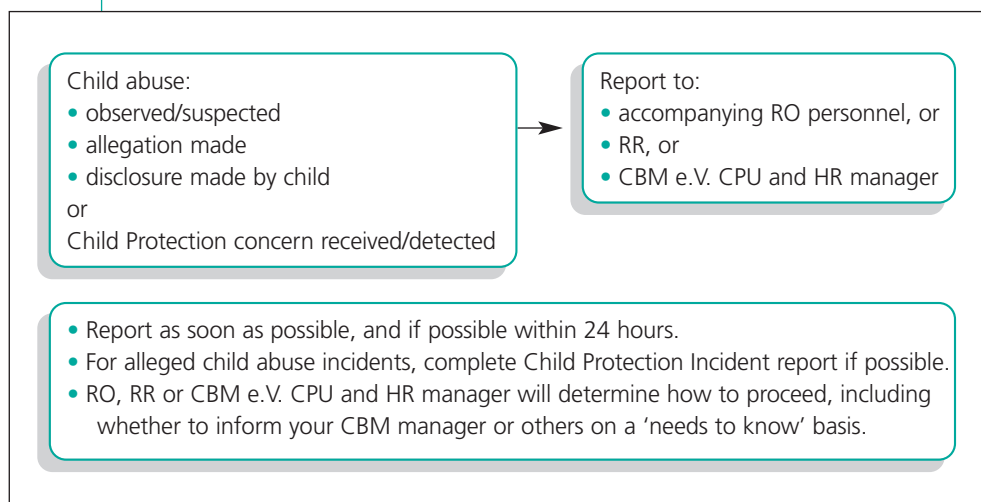 Child abuse:
• observed/suspected
• allegation made
• disclosure made by child
or
Child Protection concern received/detected
Report to:
• accompanying RO personnel, or
• RR, or
• CBM e.V. CPU and HR manager
• Report as soon as possible, and if possible within 24 hours.
• For alleged child abuse incidents, complete Child Protection Incident report if possible.
• RO, RR or CBM e.V. CPU and HR manager will determine how to proceed, including
whether to inform your CBM manager or others on a ‘needs to know’ basis.